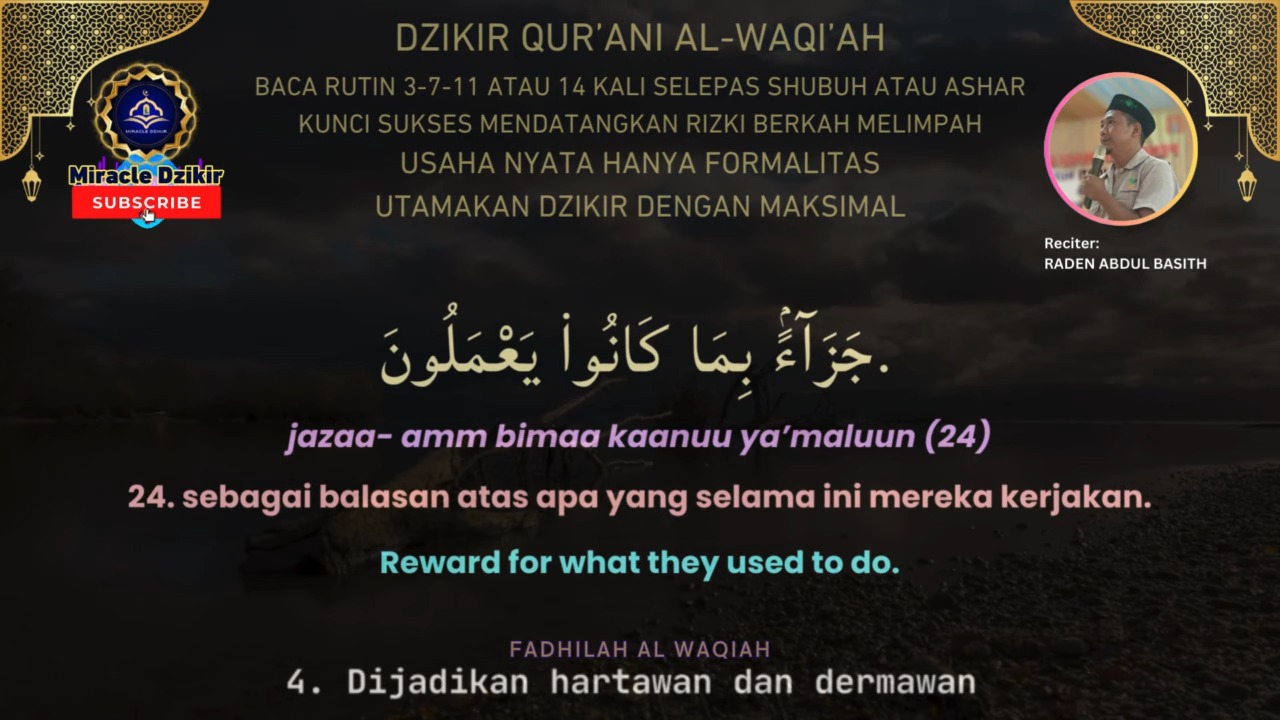 DZIKIR QUR'ANI AL-WAQI'AH
BACA RUTIN 3-7-11 ATAU 14 KALI SELEPAS SHUBUH ATAU ASHAR
KUNCI SUKSES MENDATANGKAN RIZKI BERKAH MELIMPAH
USAHA NYATA HANYA FORMALITAS
UTAMAKAN DZIKIR DENGAN MAKSIMAL
MIRACLE DZIKIR
Miracle Dzikir
SUBSCRIBE
Reciter:
RADEN ABDUL BASITH
جَزَآءًۢ بِمَا كَانُوا۟ يَعْمَلُونَ.
jazaa- amm bimaa kaanuu ya'maluun (24)
24. sebagai balasan atas apa yang selama ini mereka kerjakan.
Reward for what they used to do.
FADHILAH AL WAQIAH
4. Dijadikan hartawan dan dermawan